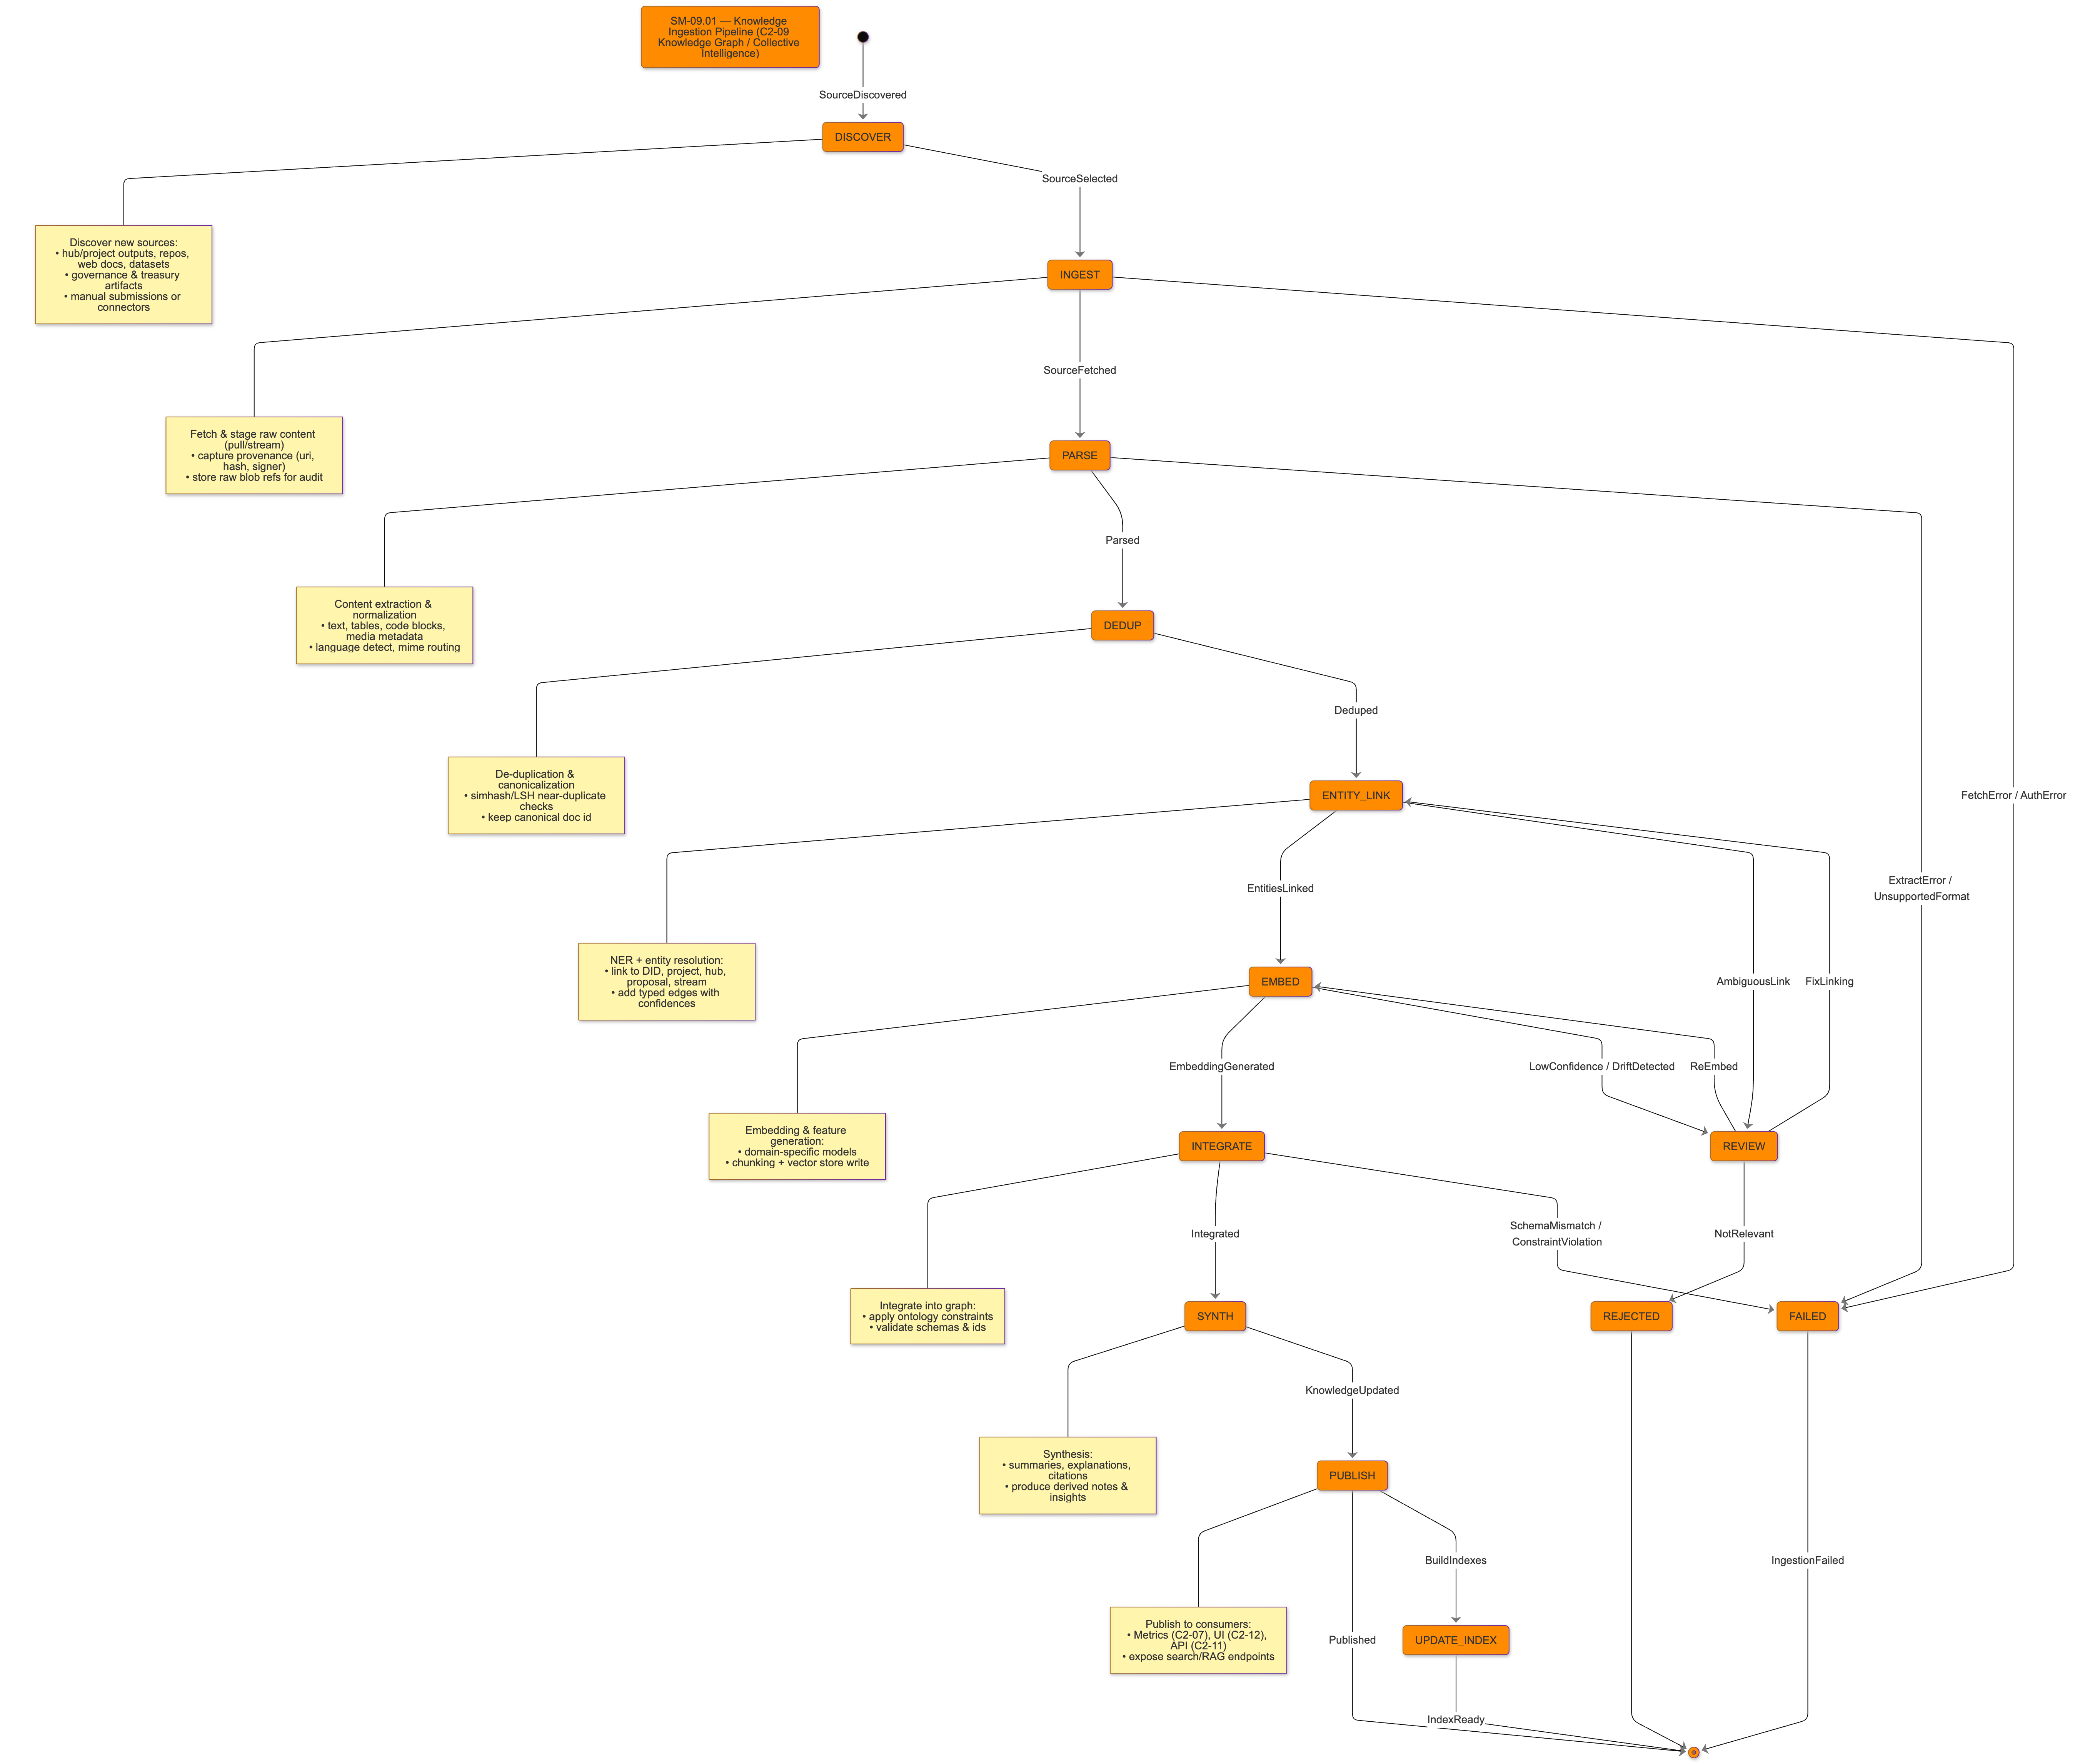 SM-09.01 — Knowledge
Ingestion Pipeline (C2-09
Knowledge Graph / Collective
Intelligence)
SourceDiscovered
DISCOVER
SourceSelected
Discover new sources:
• hub/project outputs, repos,
web docs, datasets
• governance & treasury
artifacts
• manual submissions or
connectors
INGEST
SourceFetched
Fetch & stage raw content
(pull/stream)
• capture provenance (uri,
hash, signer)
• store raw blob refs for audit
PARSE
Parsed
Content extraction &
normalization
• text, tables, code blocks,
media metadata
• language detect, mime routing
DEDUP
Deduped
De-duplication &
canonicalization
• simhash/LSH near-duplicate
checks
• keep canonical doc id
ENTITY_LINK
FetchError / AuthError
EntitiesLinked
ExtractError /
UnsupportedFormat
NER + entity resolution:
• link to DID, project, hub,
proposal, stream
• add typed edges with
confidences
EMBED
AmbiguousLink
FixLinking
EmbeddingGenerated
LowConfidence / DriftDetected
ReEmbed
Embedding & feature
generation:
• domain-specific models
• chunking + vector store write
INTEGRATE
REVIEW
Integrated
SchemaMismatch /
ConstraintViolation
NotRelevant
Integrate into graph:
• apply ontology constraints
• validate schemas & ids
SYNTH
REJECTED
FAILED
KnowledgeUpdated
Synthesis:
• summaries, explanations,
citations
• produce derived notes &
insights
PUBLISH
BuildIndexes
IngestionFailed
Publish to consumers:
• Metrics (C2-07), UI (C2-12),
API (C2-11)
• expose search/RAG endpoints
Published
UPDATE_INDEX
IndexReady